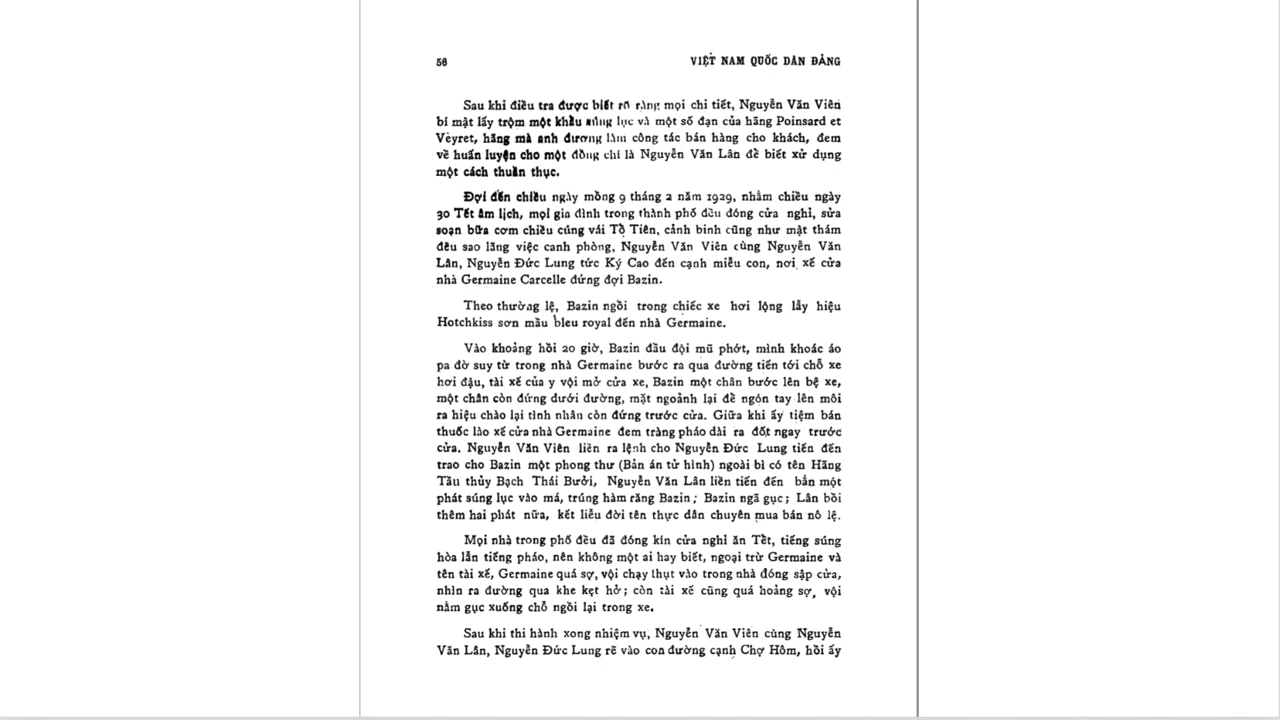 56
VIỆT NAM QUỐC DÂN ĐẢNG
Sau khi điều tra được biết rõ ràng mọi chi tiết, Nguyễn Văn Viên
bí mật lấy trộm một khẩu súng lục và một số đạn của hãng Poinsard et
Vèyret, hãng mà anh đương làm công tác bán hàng cho khách, đem
về huấn luyện cho một đồng chí là Nguyễn Văn Lân để biết xử dụng
một cách thuần thục.
Đợi đến chiều ngày mồng 9 tháng 2 năm 1929, nhằm chiều ngày
30 Tết âm lịch, mọi gia đình trong thành phố đều đóng cửa nghỉ, sửa
soạn bữa cơm chiều cúng vái Tổ Tiên, cảnh binh cũng như mật thám
đều sao lãng việc canh phòng, Nguyễn Văn Viên cùng Nguyễn Văn
Lân, Nguyễn Đức Lung tức Ký Cao đến cạnh miễu con, nơi xế cửa
nhà Germaine Carcelle đứng đợi Bazin.
Theo thường lệ, Bazin ngồi trong chiếc xe hơi lộng lẫy hiệu
Hotchkiss sơn mầu bleu royal đến nhà Germaine.
Vào khoảng hồi 20 giờ, Bazin đầu đội mũ phớt, mình khoác áo
pa đờ suy từ trong nhà Germaine bước ra qua đường tiến tới chỗ xe
hơi đậu, tài xế của y vội mở cửa xe, Bazin một chân bước lên bệ xe,
một chân còn đứng dưới đường, mặt ngoảnh lại để ngón tay lên môi
ra hiệu chào lại tình nhân còn đứng trước cửa. Giữa khi ấy tiệm bán
thuốc lào xế cửa nhà Germaine đem tràng pháo dài ra đốt ngay trước
cửa. Nguyễn Văn Viên liền ra lệnh cho Nguyễn Đức Lung tiến đến
trao cho Bazin một phong thư (Bản án tử hình) ngoài bì có tên Hãng
Tầu thủy Bạch Thái Bưởi, Nguyễn Văn Lân liền tiến đến bắn một
phát súng lục vào má, trúng hàm răng Bazin ; Bazin ngã gục ; Lân bồi
thêm hai phát nữa, kết liễu đời tên thực dân chuyên mua bán nô lệ.
Mọi nhà trong phố đều đã đóng kín cửa nghỉ ăn Tết, tiếng súng
hòa lẫn tiếng pháo, nên không một ai hay biết, ngoại trừ Germaine và
tên tài xế, Germaine quá sợ, vội chạy thụt vào trong nhà đóng sập cửa,
nhìn ra đường qua khe kẹt hở ; còn tài xế cũng quá hoảng sợ, vội
nằm gục xuống chỗ ngồi lại trong xe.
Sau khi thi hành xong nhiệm vụ, Nguyễn Văn Viên cùng Nguyễn
Văn Lân, Nguyễn Đức Lung rẽ vào con đường cạnh Chợ Hôm, hồi ấy